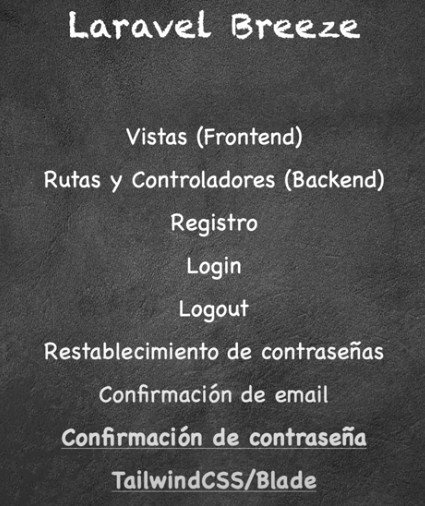 Laravel Breeze
Vistas (Frontend)
Rutas y Controladores (Backend)
Registro
Login
Logout
Restablecimiento de contraseñas
Confirmación de email
Confirmación de contraseña
TailwindCSS/Blade